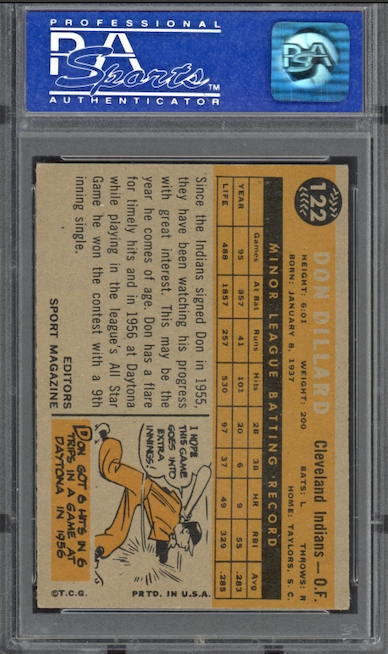 PROFESSIONAL
PSA
Sports™
AUTHENTICATOR
PSA
122
DON DILLARD
Cleveland Indians — O.F.
HEIGHT: 6:01 WEIGHT: 200 BATS: L THROWS: R
BORN: JANUARY 8, 1937 HOME: TAYLORS, S. C.
MINOR LEAGUE BATTING RECORD
Games At Bat Runs Hits 2B 3B HR RBI Avg
YEAR 95 357 41 101 20 6 9 55 .283
LIFE 488 1857 257 530 97 37 49 329 .285
Since the Indians signed Don in 1955,
they have been watching his progress
with great interest. This may be the
year he comes of age. Don has a flare
for timely hits and in 1956 at Daytona
while playing in the league's All Star
Game he won the contest with a 9th
inning single.
EDITORS
SPORT MAGAZINE
I HOPE
THIS GAME
GOES INTO
EXTRA
INNINGS!
DON GOT 6 HITS IN 6
TRIPS IN A GAME AT
DAYTONA IN 1956
©T.C.G. PRTD. IN U.S.A.